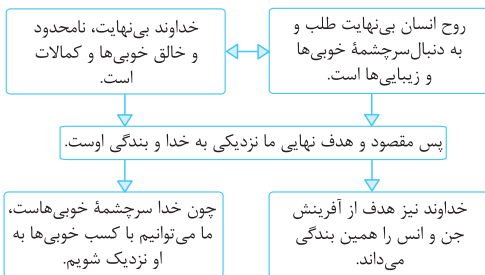 روح انسان بی‌نهایت طلب و
به دنبال سرچشمهٔ خوبی‌ها
و زیبایی‌ها است.
خداوند بی‌نهایت، نامحدود
و خالق خوبی‌ها و کمالات
است.
پس مقصود و هدف نهایی ما نزدیکی به خدا و بندگی اوست.
خداوند نیز هدف از آفرینش
جن و انس را همین بندگی
می‌داند.
چون خدا سرچشمهٔ خوبی‌هاست،
ما می‌توانیم با کسب خوبی‌ها به
او نزدیک شویم.